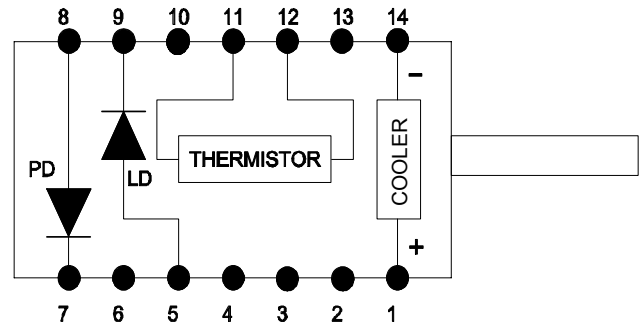 8 9 10 11 12 13 14
-
PD
LD
THERMISTOR
COOLER
+
7 6 5 4 3 2 1